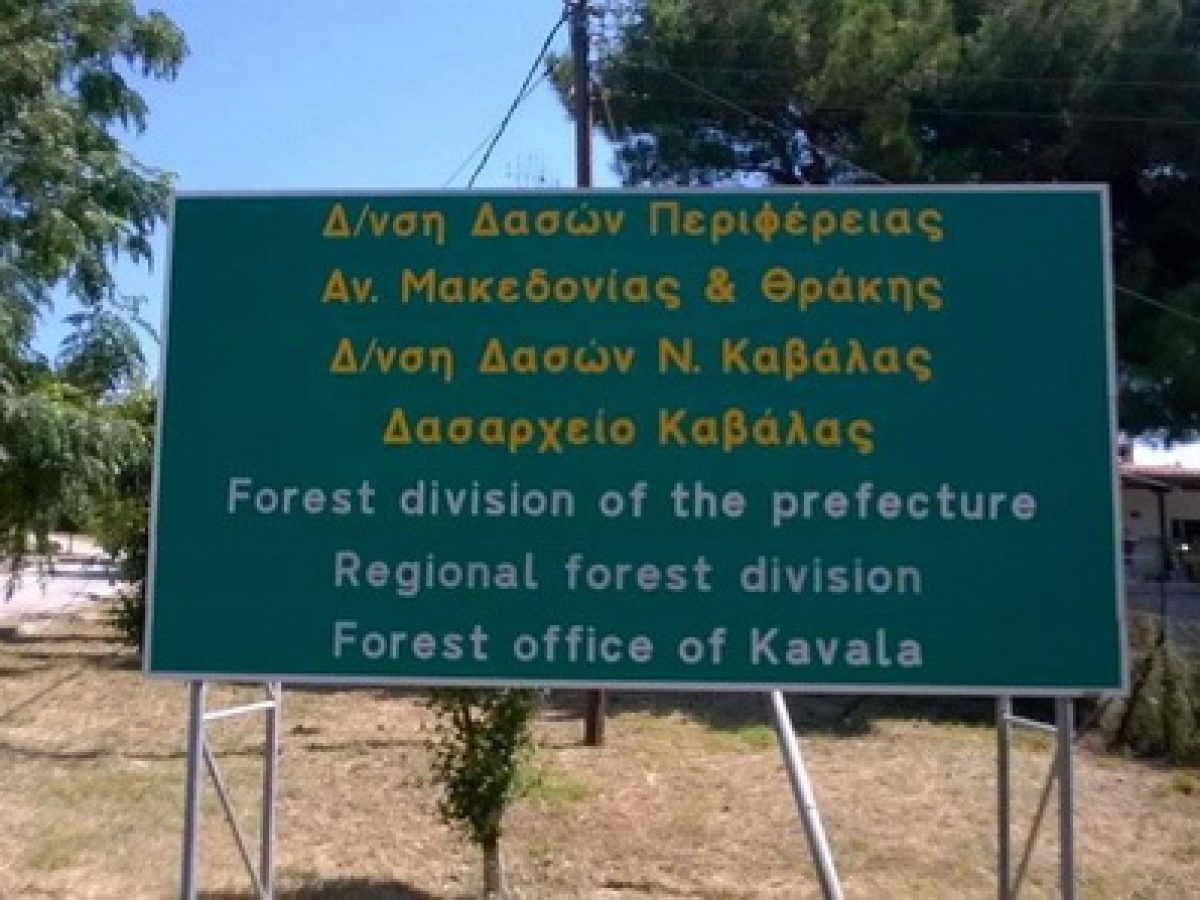 Δ/νση Δασών Περιφέρειας
Αν. Μακεδονίας & Θράκης
Δ/νση Δασών Ν. Καβάλας
Δασαρχείο Καβάλας
Forest division of the prefecture
Regional forest division
Forest office of Kavala